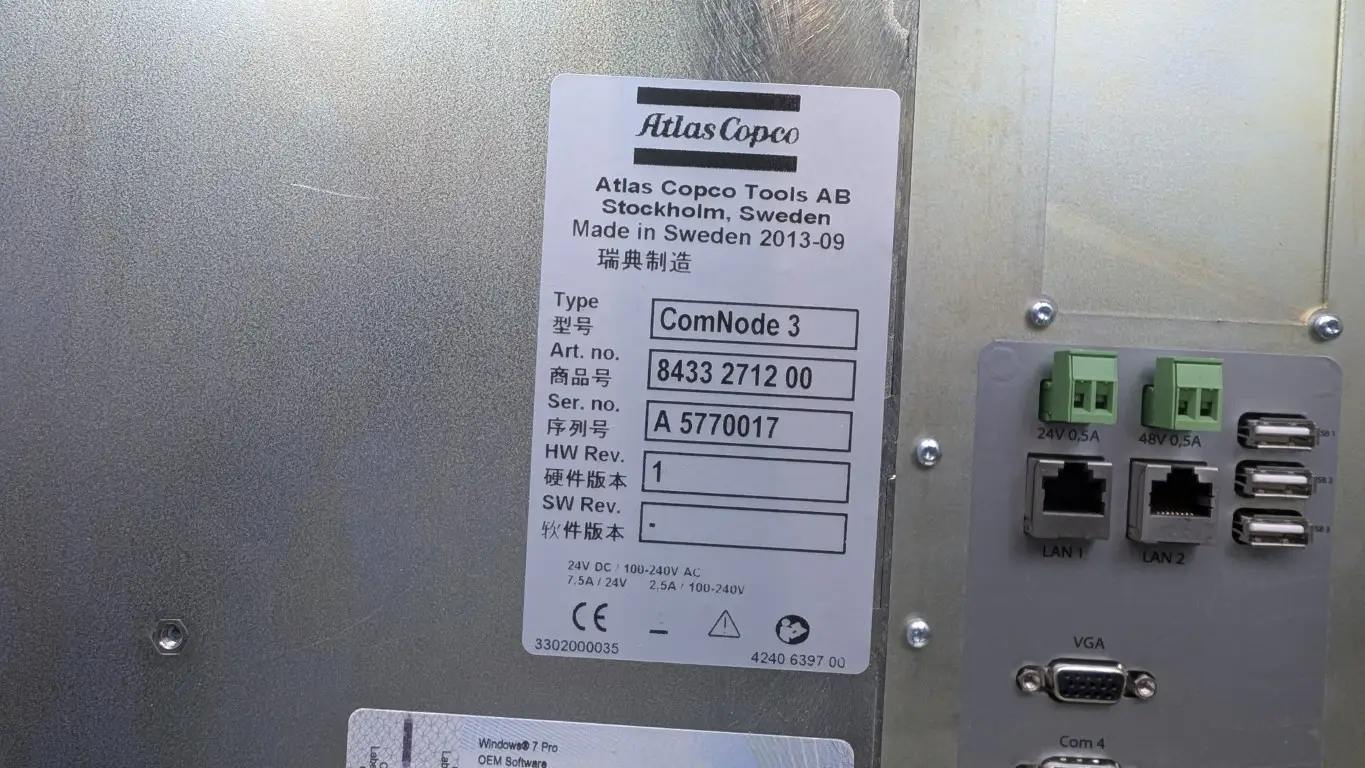 Atlas Copco
Atlas Copco Tools AB
Stockholm, Sweden
Made in Sweden 2013-09
瑞典制造
Type
型号
ComNode 3
Art. no.
商品号
8433 2712 00
Ser. no.
序列号
A 5770017
HW Rev.
硬件版本
1
SW Rev.
软件版本
-
24V DC / 100-240V AC
7.5A / 24V 2,5A / 100-240V
CE
3302000035
4240 6397 00
24V 0,5A
48V 0,5A
LAN 1
LAN 2
VGA
Com 4
Windows® 7 Pro
OEM Software